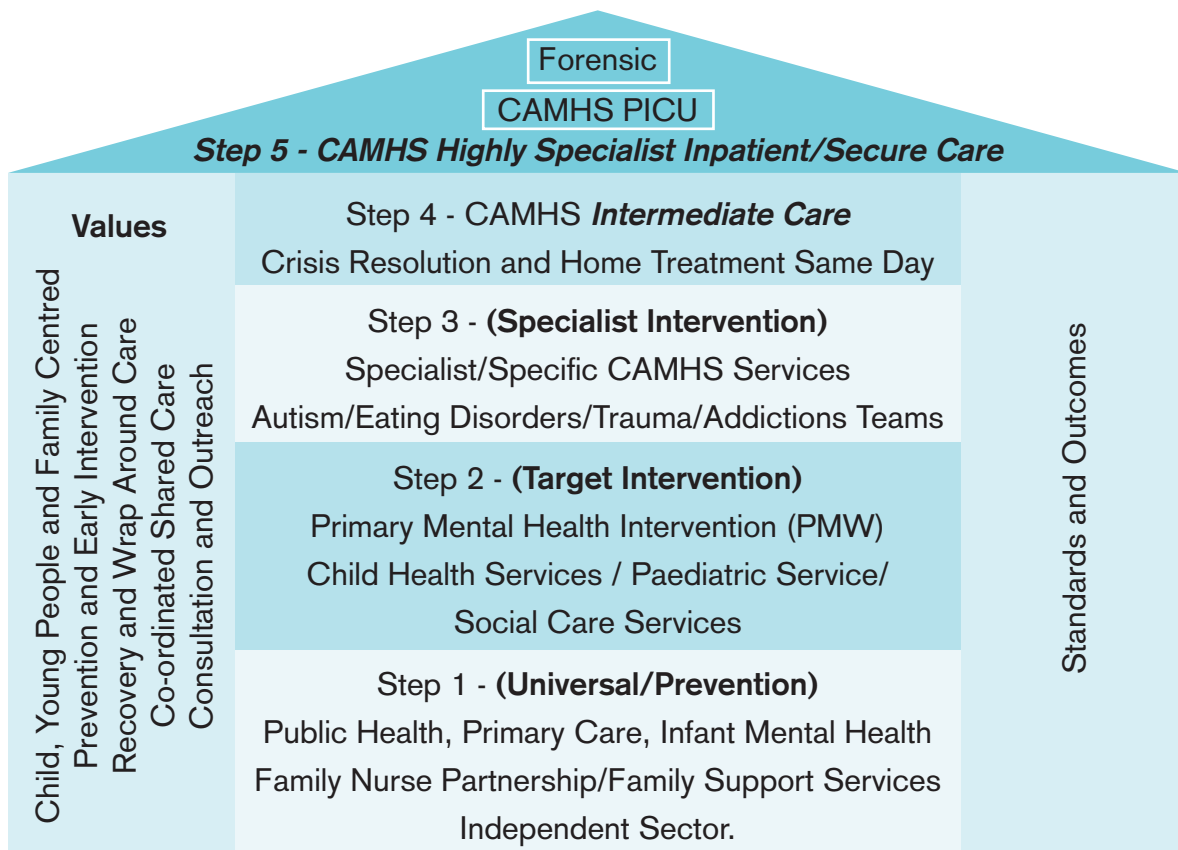 Forensic
CAMHS PICU
Step 5 - CAMHS Highly Specialist Inpatient/Secure Care
Values
Child, Young People and Family Centred
Prevention and Early Intervention
Recovery and Wrap Around Care
Co-ordinated Shared Care
Consultation and Outreach
Step 4 - CAMHS Intermediate Care
Crisis Resolution and Home Treatment Same Day
Step 3 - (Specialist Intervention)
Specialist/Specific CAMHS Services
Autism/Eating Disorders/Trauma/Addictions Teams
Step 2 - (Target Intervention)
Primary Mental Health Intervention (PMW)
Child Health Services / Paediatric Service/
Social Care Services
Step 1 - (Universal/Prevention)
Public Health, Primary Care, Infant Mental Health
Family Nurse Partnership/Family Support Services
Independent Sector.
Standards and Outcomes